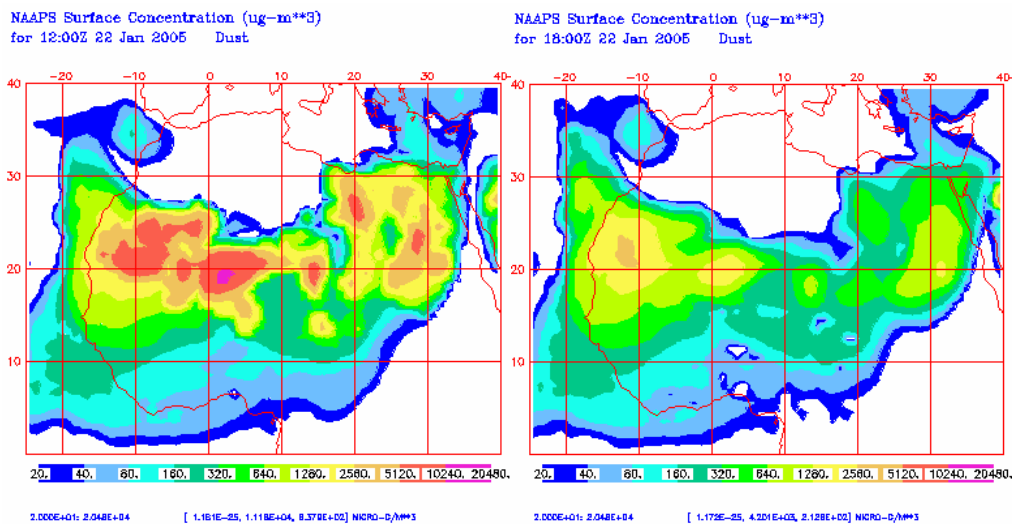 NAAPS Surface Concentration (ug-m**3)
for 12:00Z 22 Jan 2005 Dust
-20 -10 0 10 20 30 40
40
30
20
10
20. 40. 80. 160. 320. 640. 1280. 2560. 5120. 10240. 20480.
2.000E+01: 2.048E+04 [ 1.181E-25, 1.118E+04, 8.379E+02] MICRO-G/M**3
NAAPS Surface Concentration (ug-m**3)
for 18:00Z 22 Jan 2005 Dust
-20 -10 0 10 20 30 40
40
30
20
10
20. 40. 80. 160. 320. 640. 1280. 2560. 5120. 10240. 20480.
2.000E+01: 2.048E+04 [ 1.172E-25, 4.201E+03, 2.128E+02] MICRO-G/M**3